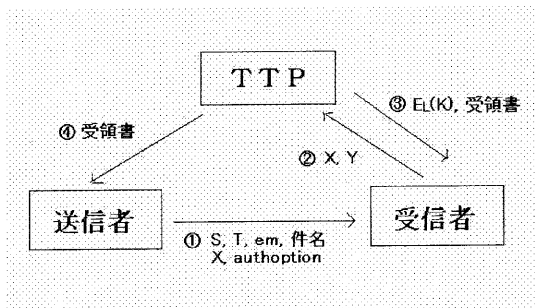 TTP
③ EL(K), 受領書
④ 受領書
② X, Y
送信者
受信者
① S, T, em, 件名
X, authoption